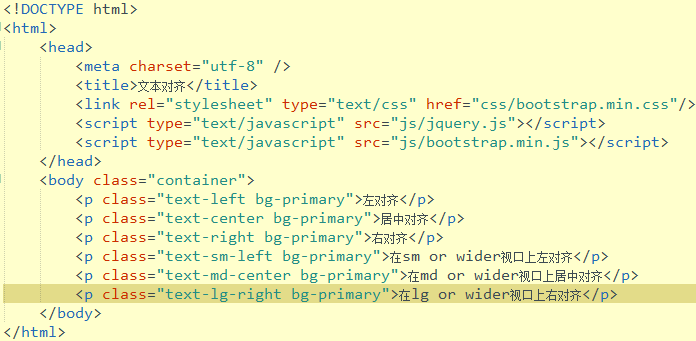 <!DOCTYPE html>
<html>
    <head>
        <meta charset="utf-8" />
        <title>文本对齐</title>
        <link rel="stylesheet" type="text/css" href="css/bootstrap.min.css"/>
        <script type="text/javascript" src="js/jquery.js"></script>
        <script type="text/javascript" src="js/bootstrap.min.js"></script>
    </head>
    <body class="container">
        <p class="text-left bg-primary">左对齐</p>
        <p class="text-center bg-primary">居中对齐</p>
        <p class="text-right bg-primary">右对齐</p>
        <p class="text-sm-left bg-primary">在sm or wider视口上左对齐</p>
        <p class="text-md-center bg-primary">在md or wider视口上居中对齐</p>
        <p class="text-lg-right bg-primary">在lg or wider视口上右对齐</p>
    </body>
</html>